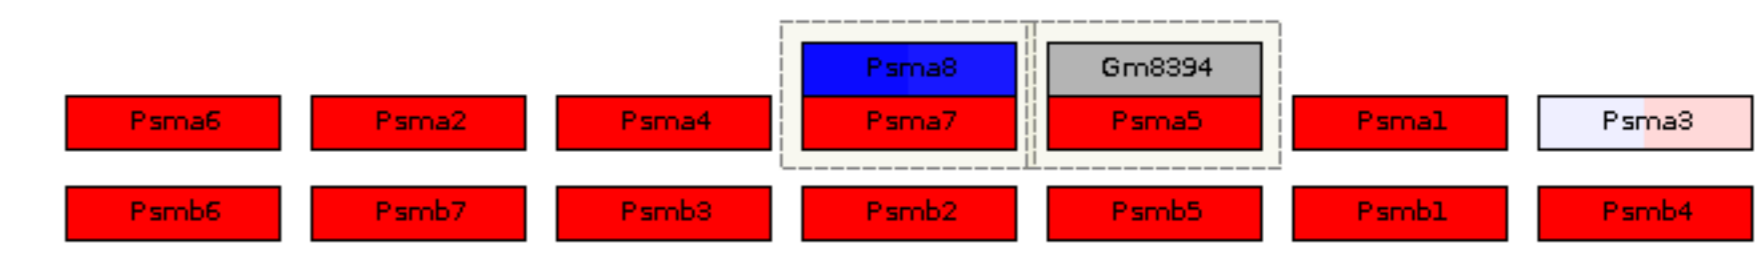 Psma8 Gm8394
Psma6 Psma2 Psma4 Psma7 Psma5 Psma1 Psma3
Psmb6 Psmb7 Psmb3 Psmb2 Psmb5 Psmb1 Psmb4